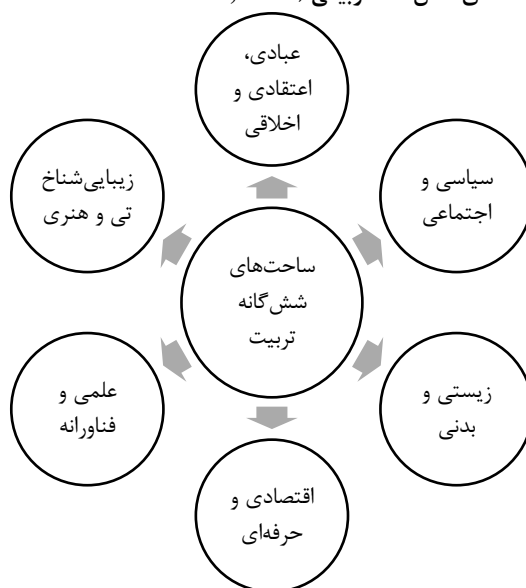 عبادی،
اعتقادی و
اخلاقی
سیاسی و
اجتماعی
زیستی و
بدنی
اقتصادی و
حرفه‌ای
علمی و
فناورانه
زیبایی‌شناخ
تی و هنری
ساحت‌های
شش‌گانه
تربیت